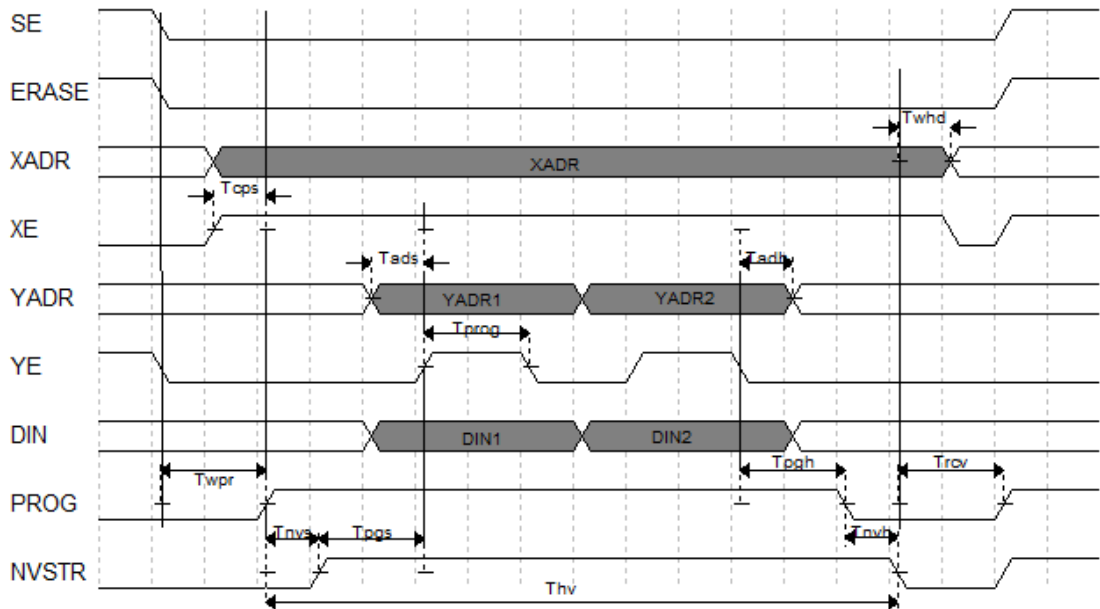 SE
ERASE
Twhd
XADR XADR
Tcps
XE
Tads Tadh
YADR YADR1 YADR2
Tprog
YE
DIN DIN1 DIN2
Twpr Tpgh Trcv
PROG
Tnvs Tpgs Tnvh
NVSTR
Thv